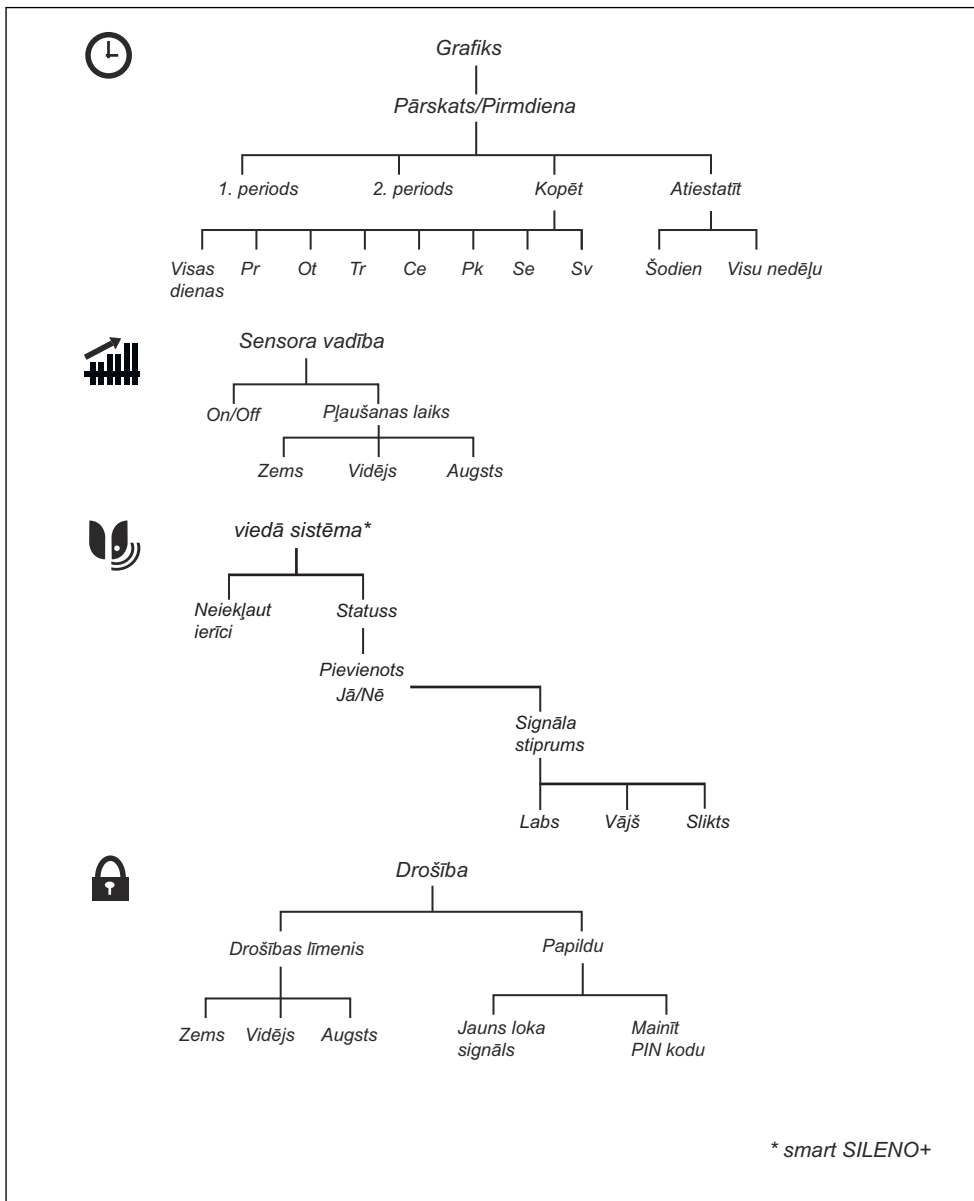 Grafiks
Pārskats/Pirmdiena
1. periods 2. periods Kopēt Atiestatīt
Visas dienas Pr Ot Tr Ce Pk Se Sv Šodien Visu nedēļu
Sensora vadība
On/Off Pļaušanas laiks
Zems Vidējs Augsts
viedā sistēma*
Neiekļaut ierīci Statuss
Pievienots
Jā/Nē
Signāla
stiprums
Labs Vājš Slikts
Drošība
Drošības līmenis Papildu
Zems Vidējs Augsts Jauns loka signāls Mainīt PIN kodu
* smart SILENO+